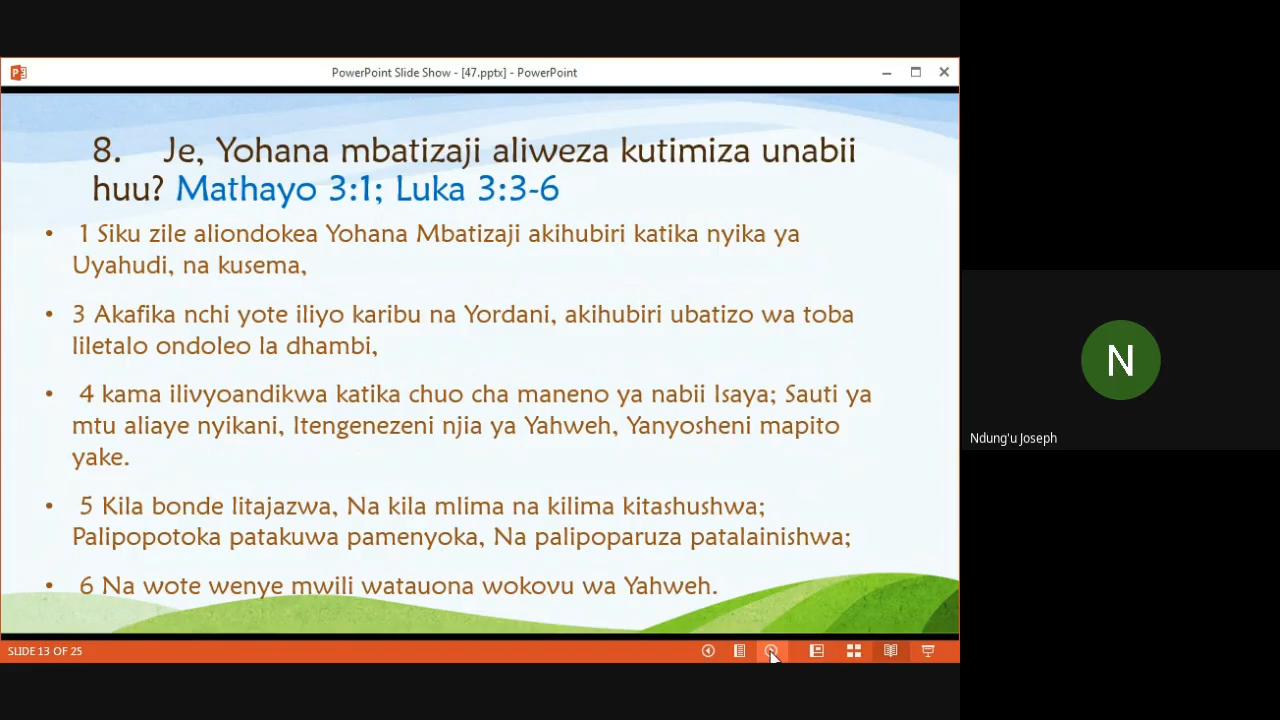 PowerPoint Slide Show - [47.pptx] - PowerPoint
8. Je, Yohana mbatizaji aliweza kutimiza unabii
huu? Mathayo 3:1; Luka 3:3-6
• 1 Siku zile aliondokea Yohana Mbatizaji akihubiri katika nyika ya
Uyahudi, na kusema,
• 3 Akafika nchi yote iliyo karibu na Yordani, akihubiri ubatizo wa toba
liletalo ondoleo la dhambi,
• 4 kama ilivyoandikwa katika chuo cha maneno ya nabii Isaya; Sauti ya
mtu aliaye nyikani, Itengenezeni njia ya Yahweh, Yanyosheni mapito
yake.
• 5 Kila bonde litajazwa, Na kila mlima na kilima kitashushwa;
Palipopotoka patakuwa pamenyoka, Na palipoparuza patalainishwa;
• 6 Na wote wenye mwili watauona wokovu wa Yahweh.
SLIDE 13 OF 25
N
Ndung'u Joseph